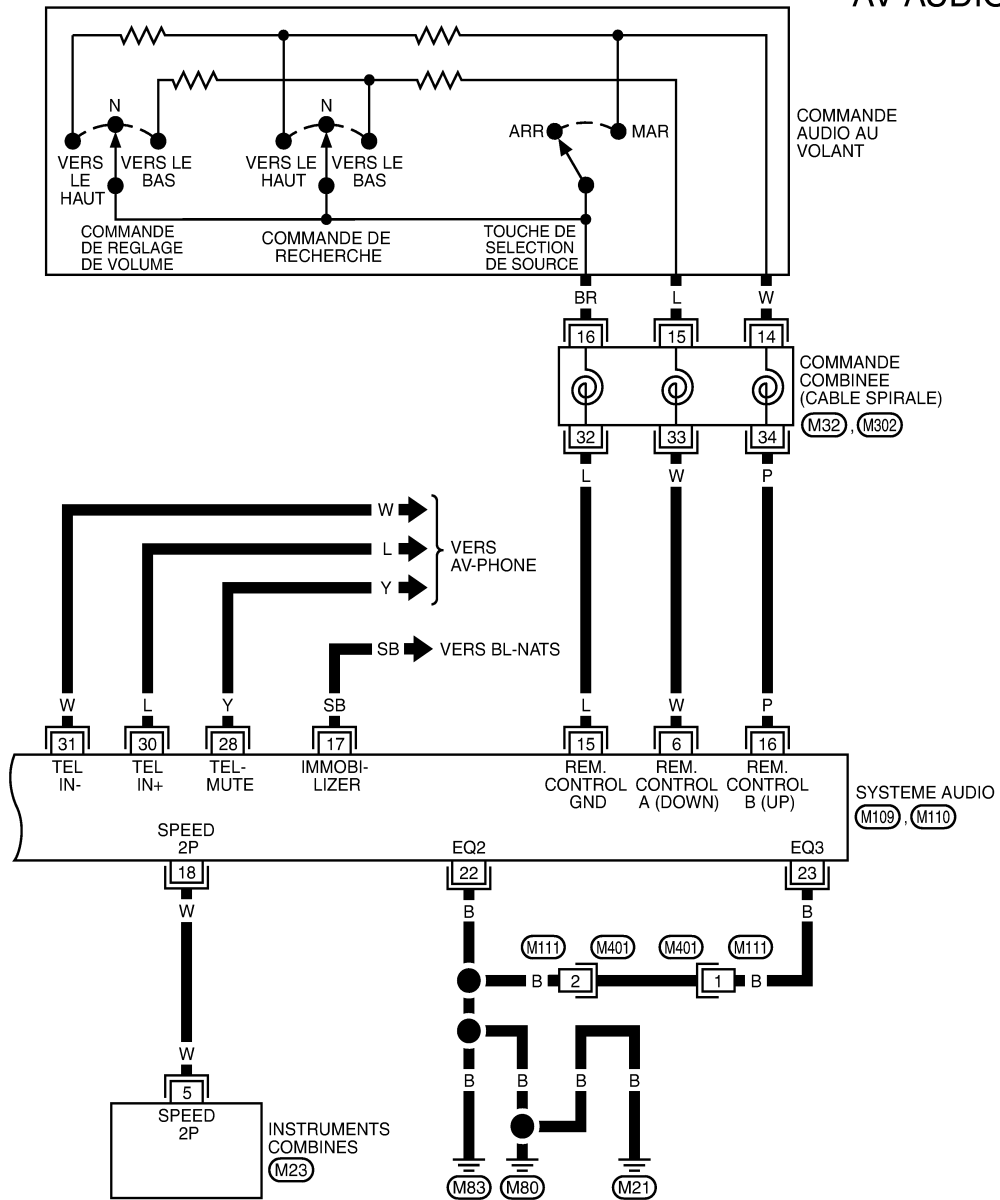 AV-AUDIO
N
N
ARR
MAR
COMMANDE
AUDIO AU
VOLANT
VERS
LE
HAUT
VERS LE
BAS
VERS LE
HAUT
VERS LE
BAS
COMMANDE
DE REGLAGE
DE VOLUME
COMMANDE DE
RECHERCHE
TOUCHE DE
SELECTION
DE SOURCE
BR
L
W
16
15
14
COMMANDE
COMBINEE
(CABLE SPIRALE)
M32 , M302
32
33
34
L
W
P
W
L
Y
VERS
AV-PHONE
SB
VERS BL-NATS
W
L
Y
SB
L
W
P
31
30
28
17
15
6
16
TEL
IN-
TEL
IN+
TEL-
MUTE
IMMOBI-
LIZER
REM.
CONTROL
GND
REM.
CONTROL
A (DOWN)
REM.
CONTROL
B (UP)
SYSTEME AUDIO
M109 , M110
SPEED
2P
EQ2
EQ3
18
22
23
W
B
B
M111
M401
M401
M111
B
2
1
B
W
B
B
B
B
5
SPEED
2P
INSTRUMENTS
COMBINES
M23
M83
M80
M21